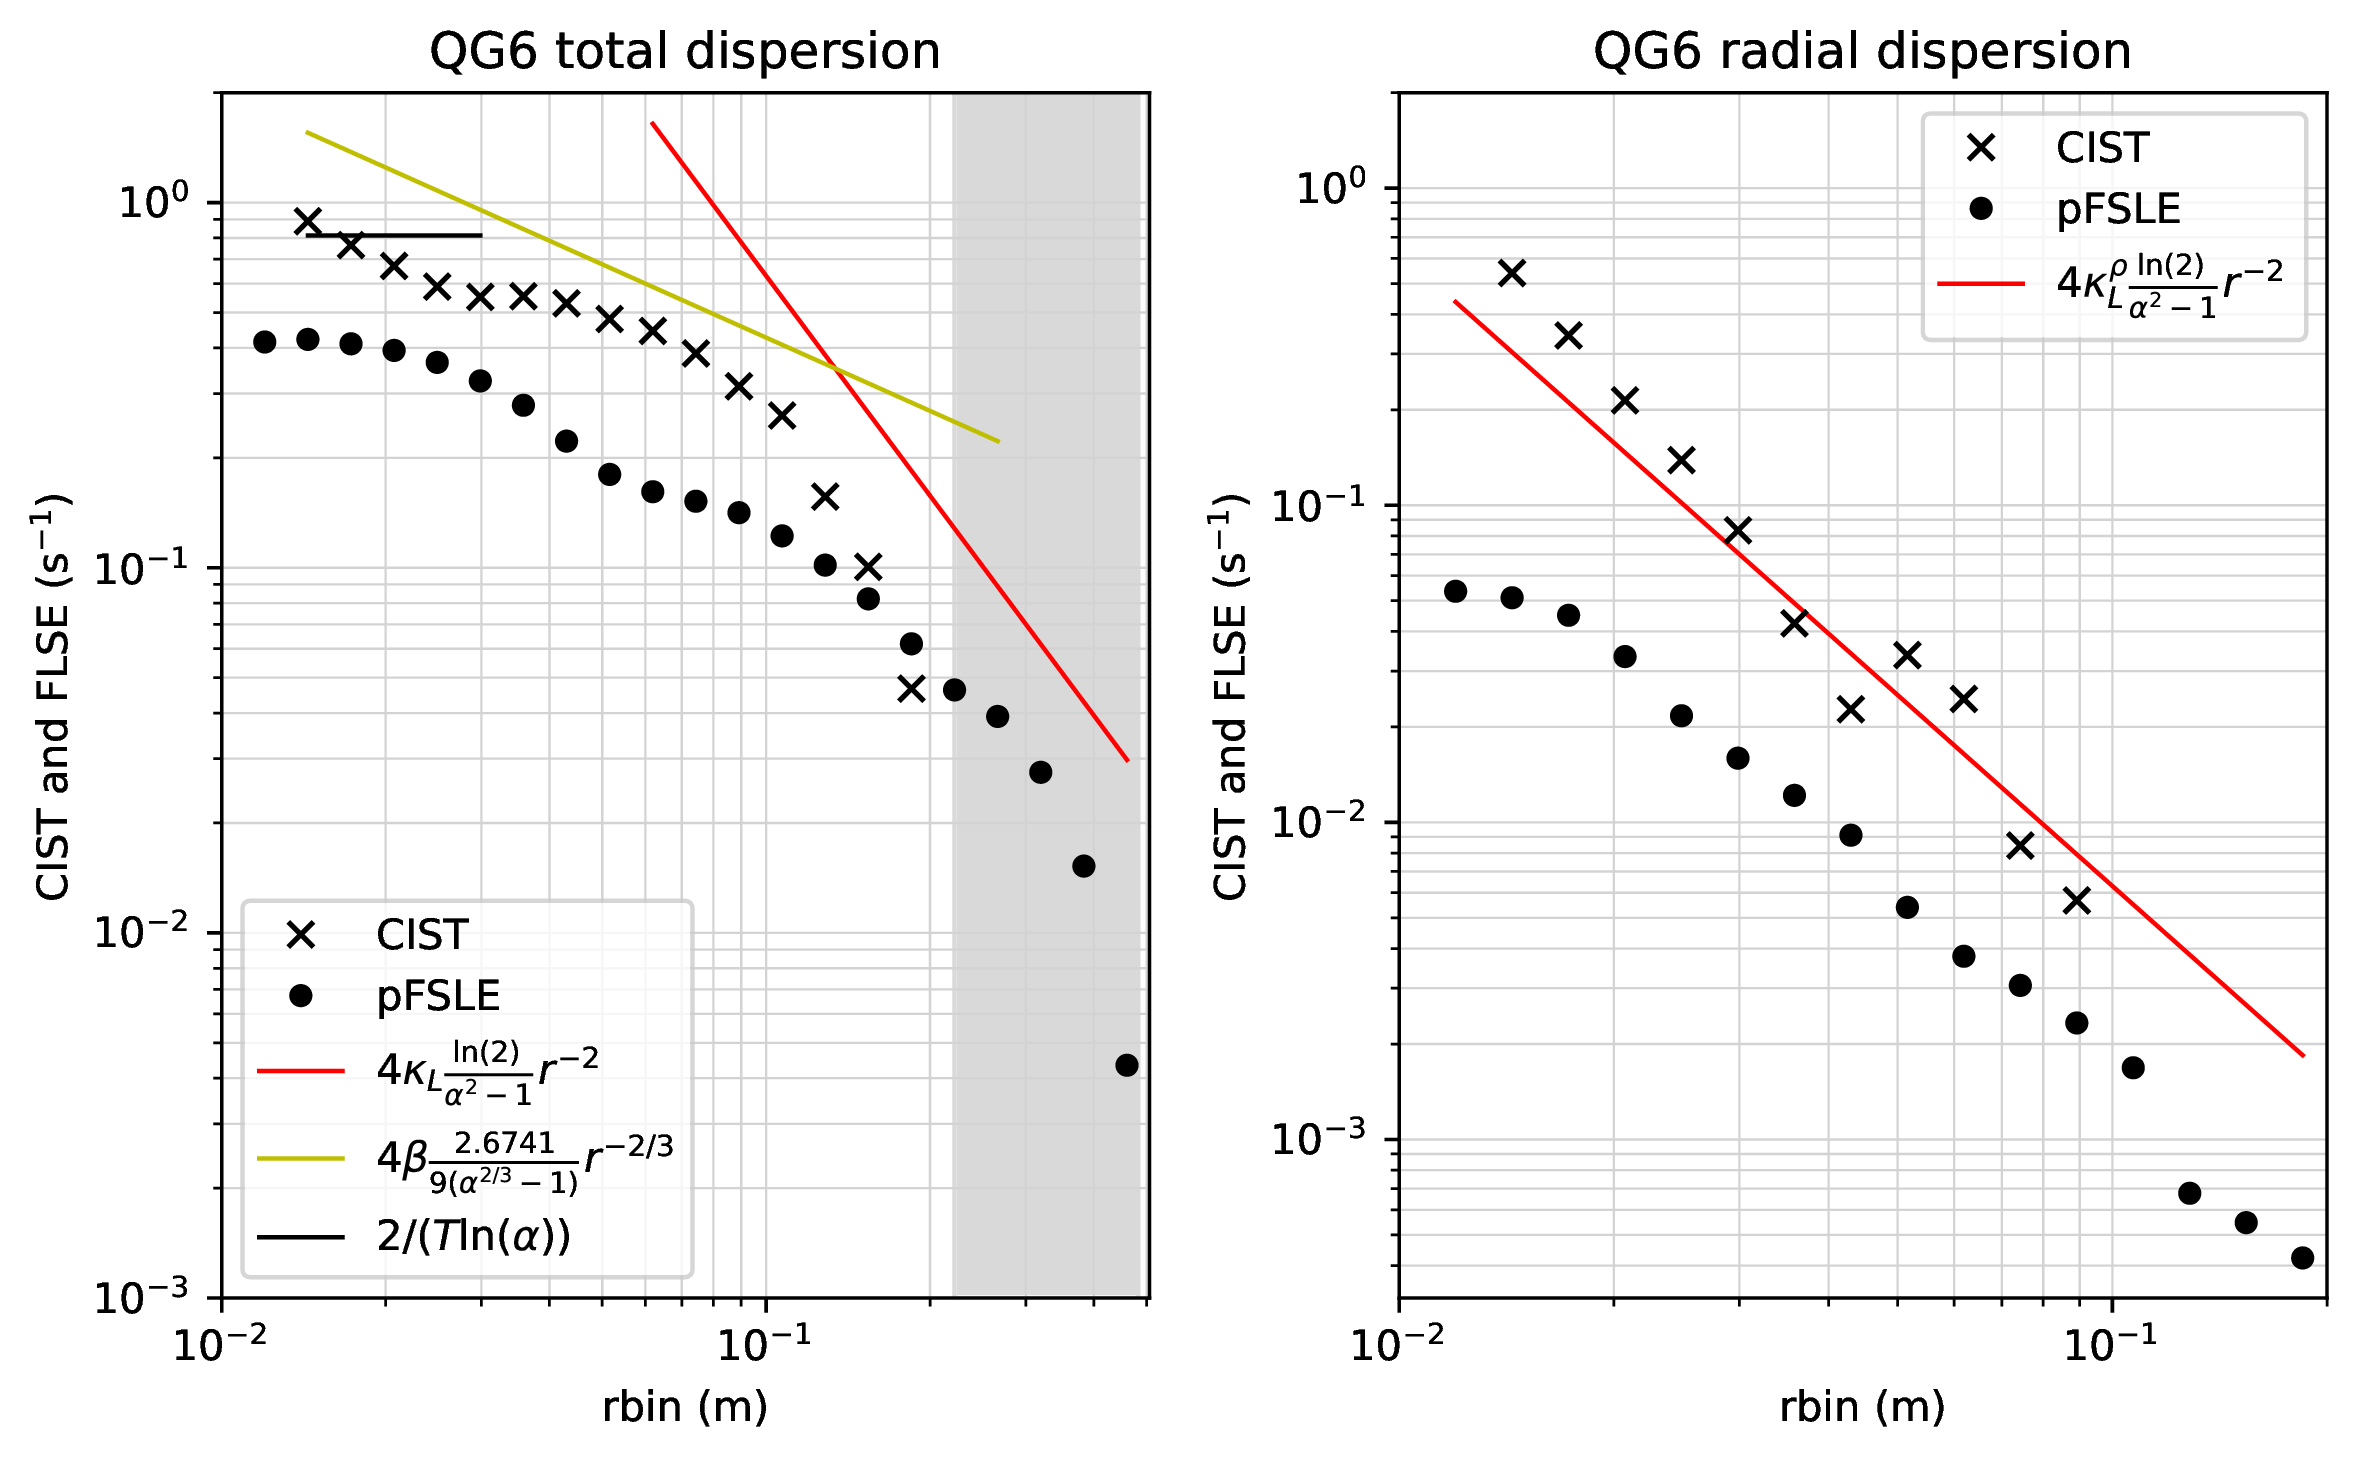 QG6 total dispersion
CIST and FLSE (s⁻¹)
10⁰
10⁻¹
10⁻²
10⁻³
CIST
pFSLE
4κ_L ln(2)/(α² − 1) r⁻²
4β 2.6741/(9(α^{2/3} − 1)) r^{−2/3}
2/(Tln(α))
10⁻²
10⁻¹
rbin (m)
QG6 radial dispersion
CIST and FLSE (s⁻¹)
10⁰
10⁻¹
10⁻²
10⁻³
CIST
pFSLE
4κ_L^ρ ln(2)/(α² − 1) r⁻²
10⁻²
10⁻¹
rbin (m)